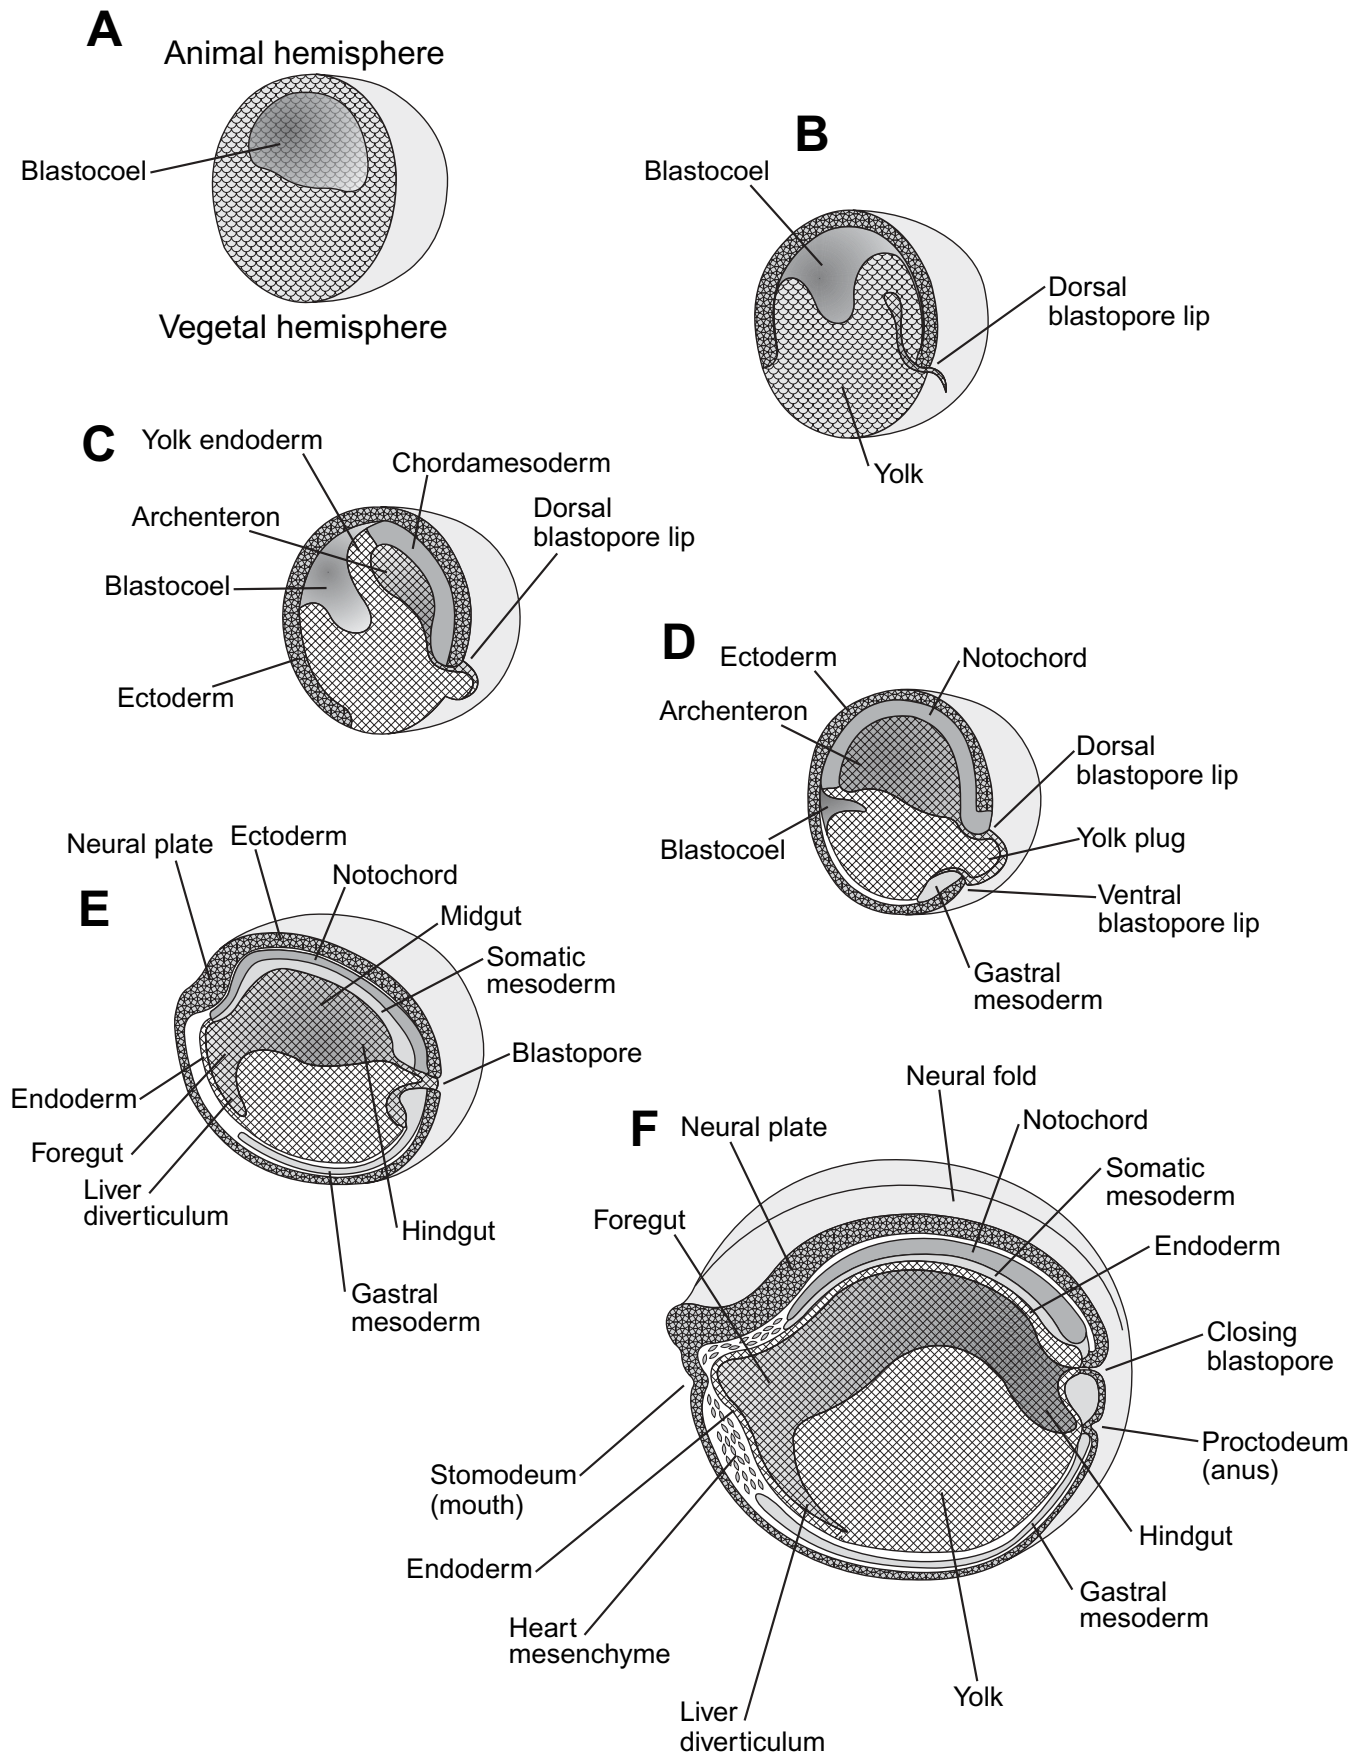 A
Animal hemisphere
Blastocoel
Vegetal hemisphere
B
Blastocoel
Dorsal
blastopore lip
Yolk
C
Yolk endoderm
Chordamesoderm
Archenteron
Dorsal
blastopore lip
Blastocoel
Ectoderm
D
Ectoderm
Notochord
Archenteron
Dorsal
blastopore lip
Blastocoel
Yolk plug
Ventral
blastopore lip
Gastral
mesoderm
E
Neural plate
Ectoderm
Notochord
Midgut
Somatic
mesoderm
Blastopore
Endoderm
Foregut
Liver
diverticulum
Hindgut
Gastral
mesoderm
F
Neural fold
Neural plate
Notochord
Somatic
mesoderm
Foregut
Endoderm
Closing
blastopore
Proctodeum
(anus)
Stomodeum
(mouth)
Hindgut
Endoderm
Gastral
mesoderm
Heart
mesenchyme
Yolk
Liver
diverticulum